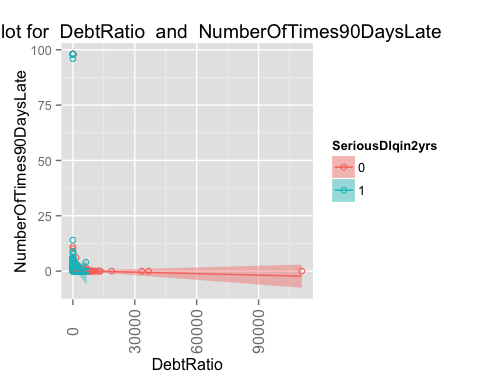 lot for DebtRatio and NumberOfTimes90DaysLate
100
75
50
25
0
NumberOfTimes90DaysLate
0
30000
60000
90000
DebtRatio
SeriousDlqin2yrs
0
1